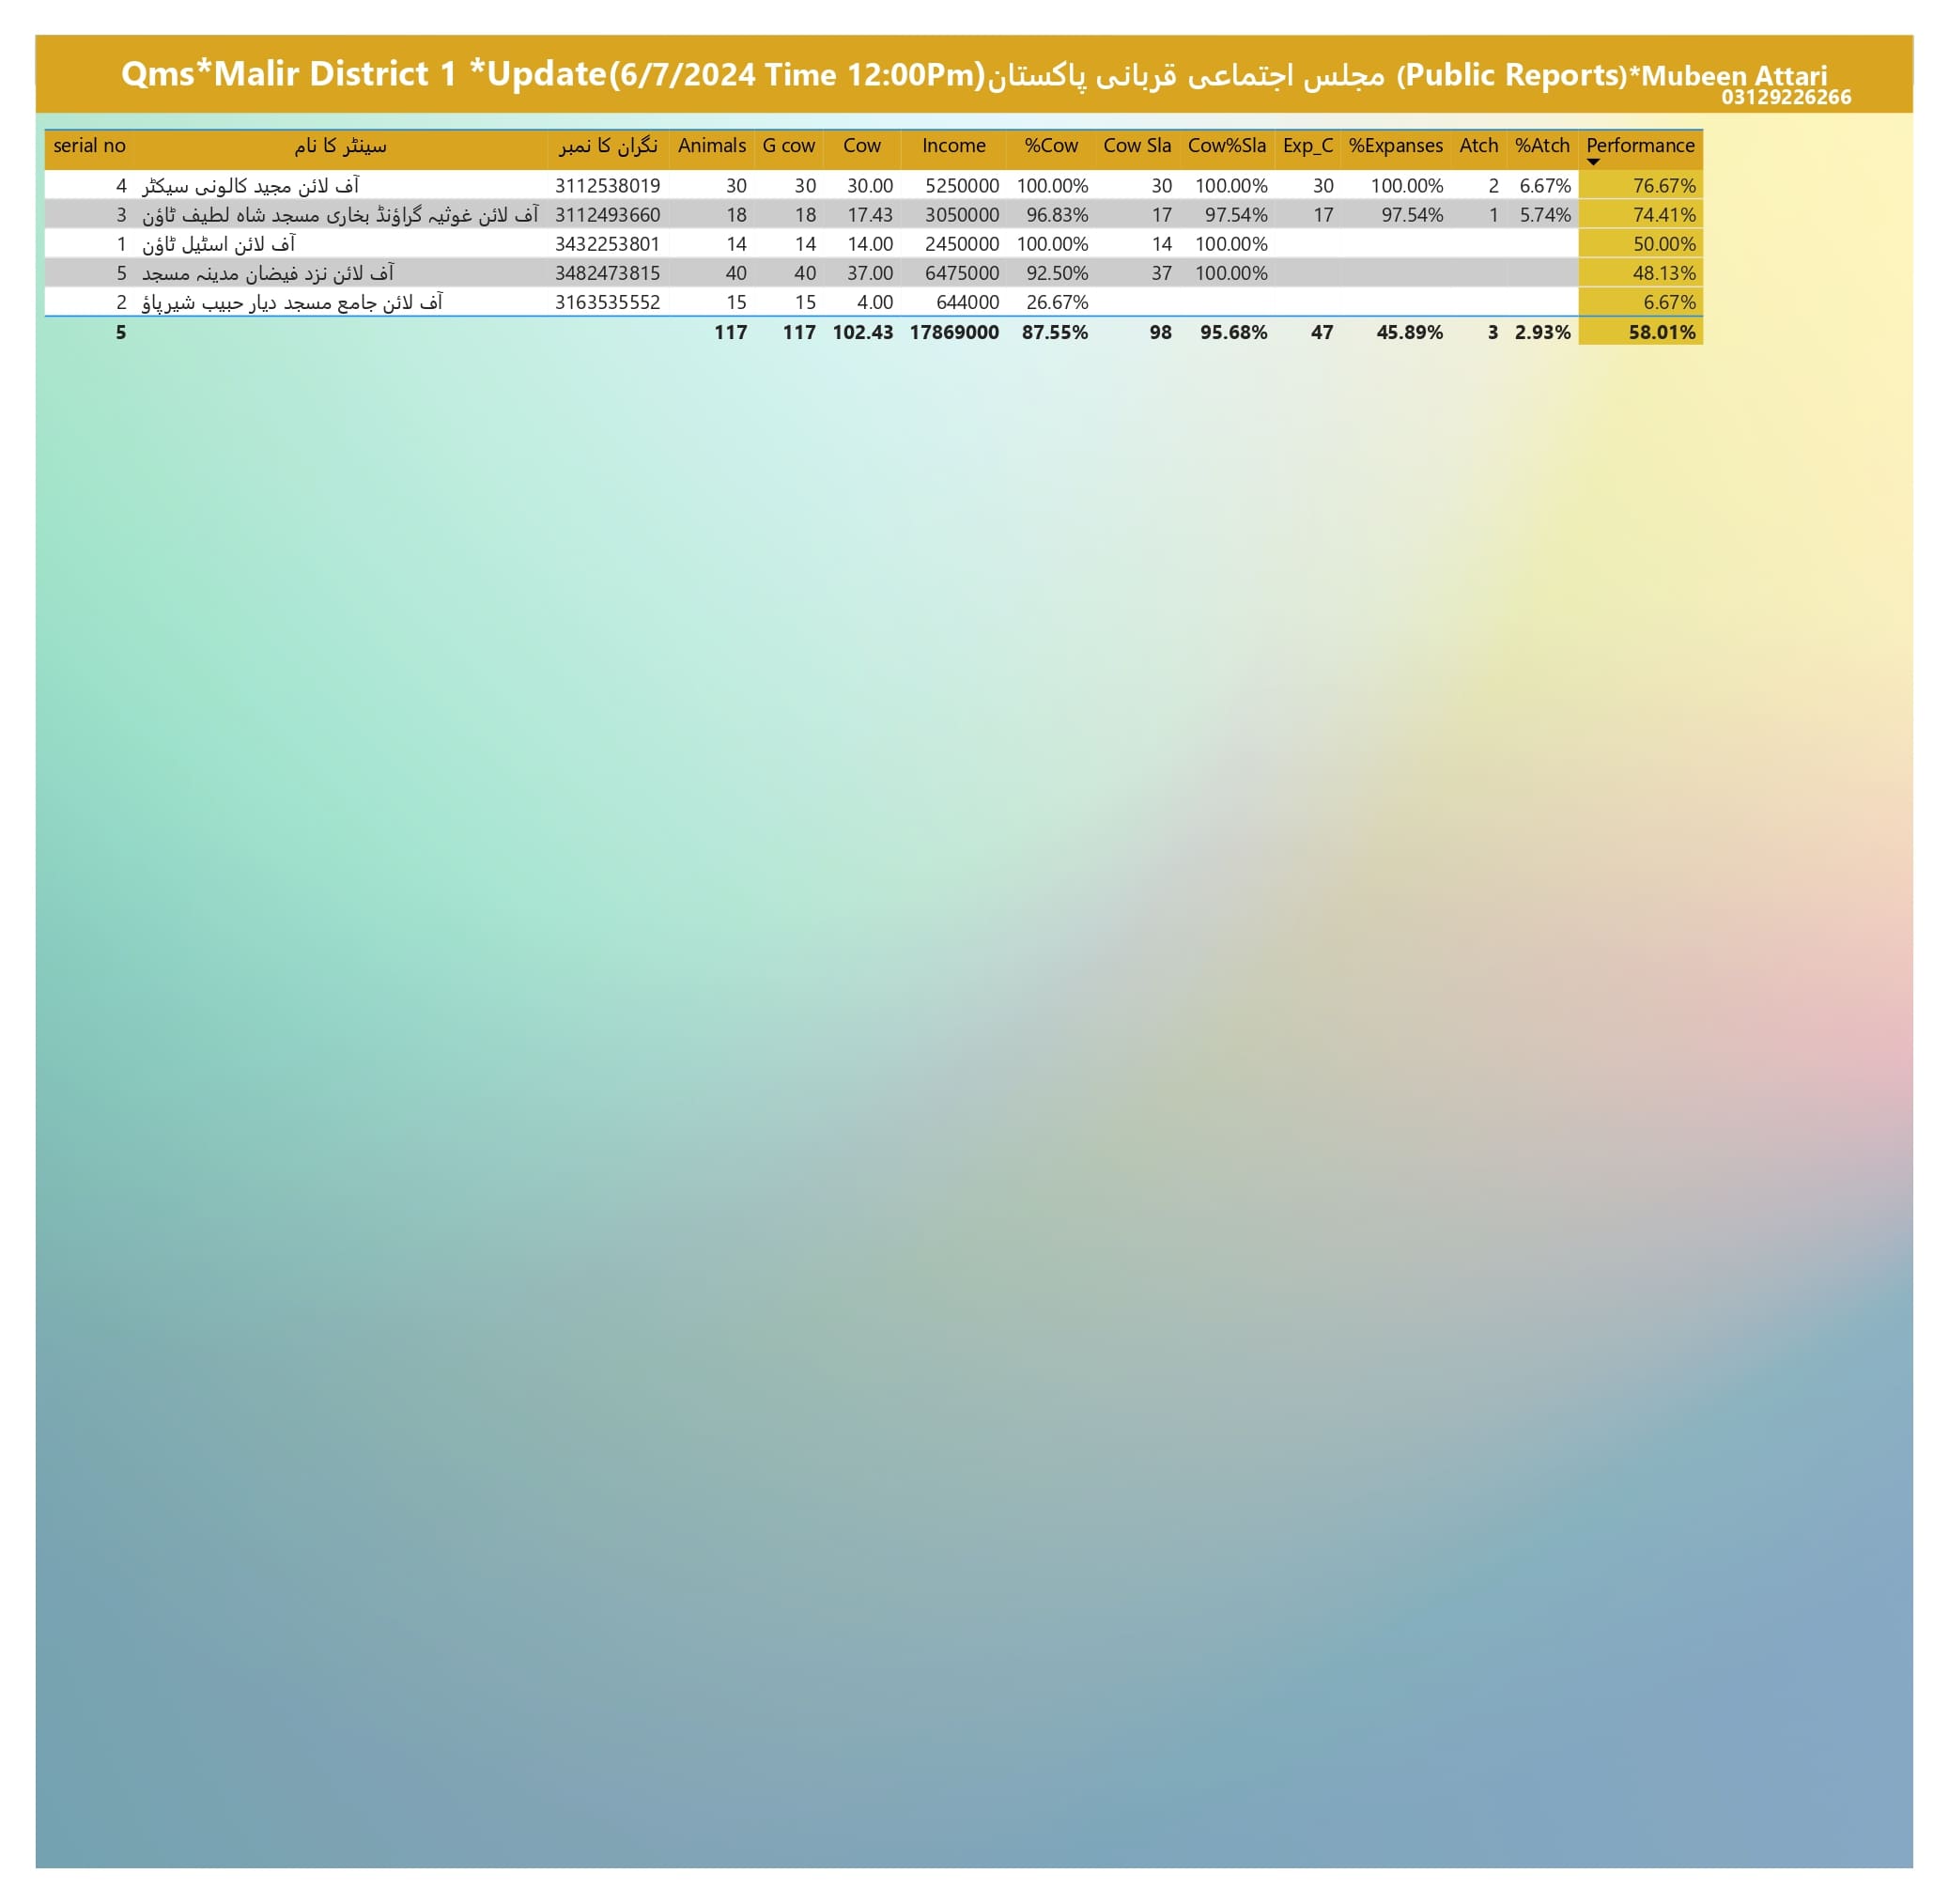 Qms*Malir District 1 *Update(6/7/2024 Time 12:00Pm)مجلس اجتماعی قربانی پاکستان (Public Reports)*Mubeen Attari
03129226266
serial no سینٹر کا نام نگران کا نمبر Animals G cow Cow Income %Cow Cow Sla Cow%Sla Exp_C %Expanses Atch %Atch Performance
4 آف لائن مجید کالونی سیکٹر 3112538019 30 30 30.00 5250000 100.00% 30 100.00% 30 100.00% 2 6.67% 76.67%
3 آف لائن غوثیہ گراؤنڈ بخاری مسجد شاہ لطیف ٹاؤن 3112493660 18 18 17.43 3050000 96.83% 17 97.54% 17 97.54% 1 5.74% 74.41%
1 آف لائن اسٹیل ٹاؤن 3432253801 14 14 14.00 2450000 100.00% 14 100.00% 50.00%
5 آف لائن نزد فیضان مدینہ مسجد 3482473815 40 40 37.00 6475000 92.50% 37 100.00% 48.13%
2 آف لائن جامع مسجد دیار حبیب شیرپاؤ 3163535552 15 15 4.00 644000 26.67% 6.67%
5 117 117 102.43 17869000 87.55% 98 95.68% 47 45.89% 3 2.93% 58.01%